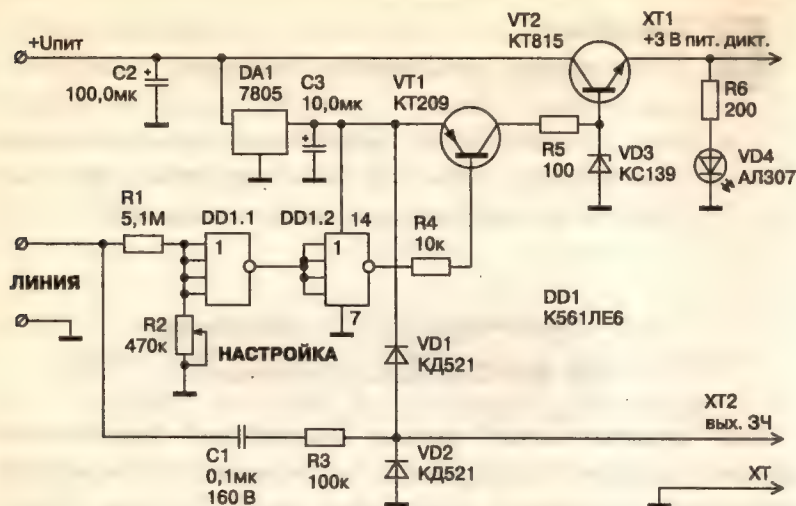 +Uпит
C2
100,0мк
DA1
7805
C3
10,0мк
VT1
КТ209
VT2
КТ815
XT1
+3 В пит. дикт.
R6
200
R5
100
VD3
КС139
VD4
АЛ307
R1
5,1М
DD1.1
DD1.2
14
1
1
7
R4
10к
ЛИНИЯ
R2
470к
НАСТРОЙКА
DD1
К561ЛЕ6
VD1
КД521
XT2
вых. ЗЧ
C1
0,1мк
160 В
R3
100к
VD2
КД521
XT